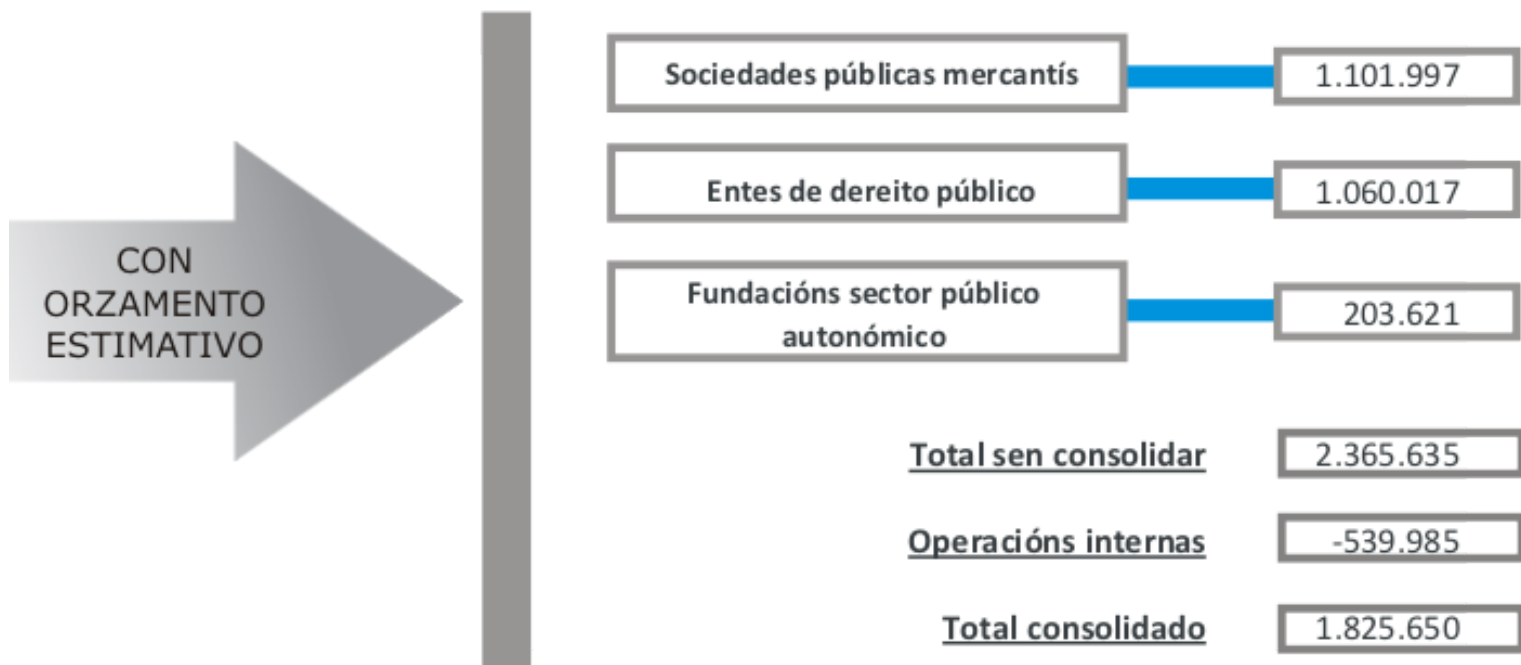 CON
ORZAMENTO
ESTIMATIVO
Sociedades públicas mercantís 1.101.997
Entes de dereito público 1.060.017
Fundacións sector público
autonómico 203.621
Total sen consolidar 2.365.635
Operacións internas -539.985
Total consolidado 1.825.650